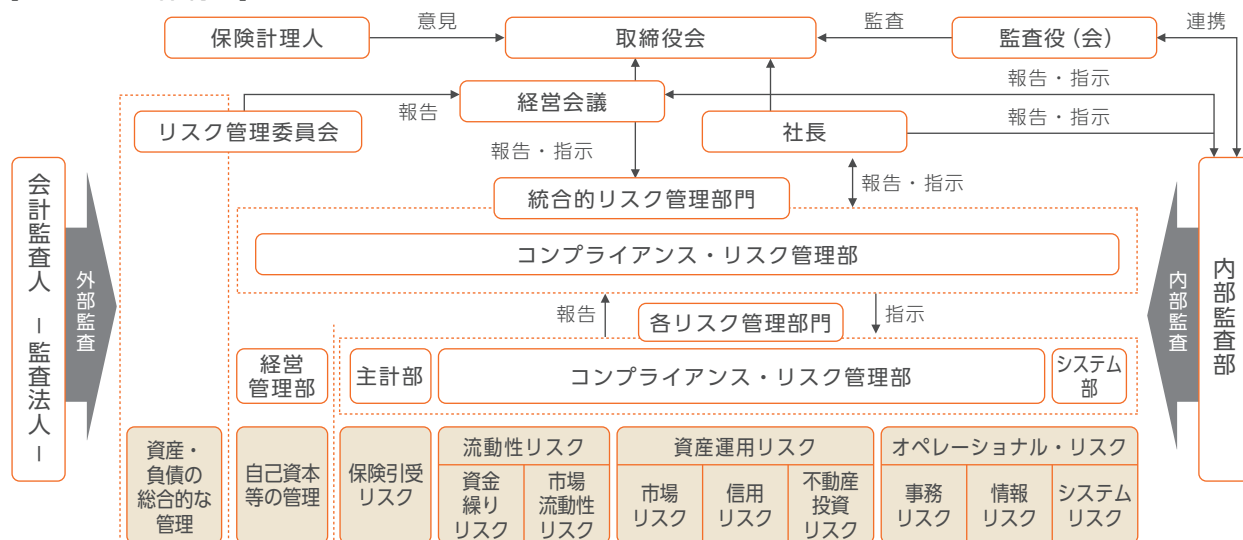 保険計理人
意見
取締役会
監査
監査役（会）
連携
報告・指示
経営会議
報告
リスク管理委員会
社長
報告・指示
報告・指示
報告・指示
統合的リスク管理部門
コンプライアンス・リスク管理部
会計監査人 ー監査法人ー
外部監査
内部監査
内部監査部
報告
各リスク管理部門
指示
経営
管理部
主計部
コンプライアンス・リスク管理部
システム
部
資産・
負債の
総合的な
管理
自己資本
等の管理
保険引受
リスク
流動性リスク
資金
繰り
リスク
市場
流動性
リスク
資産運用リスク
市場
リスク
信用
リスク
不動産
投資
リスク
オペレーショナル・リスク
事務
リスク
情報
リスク
システム
リスク